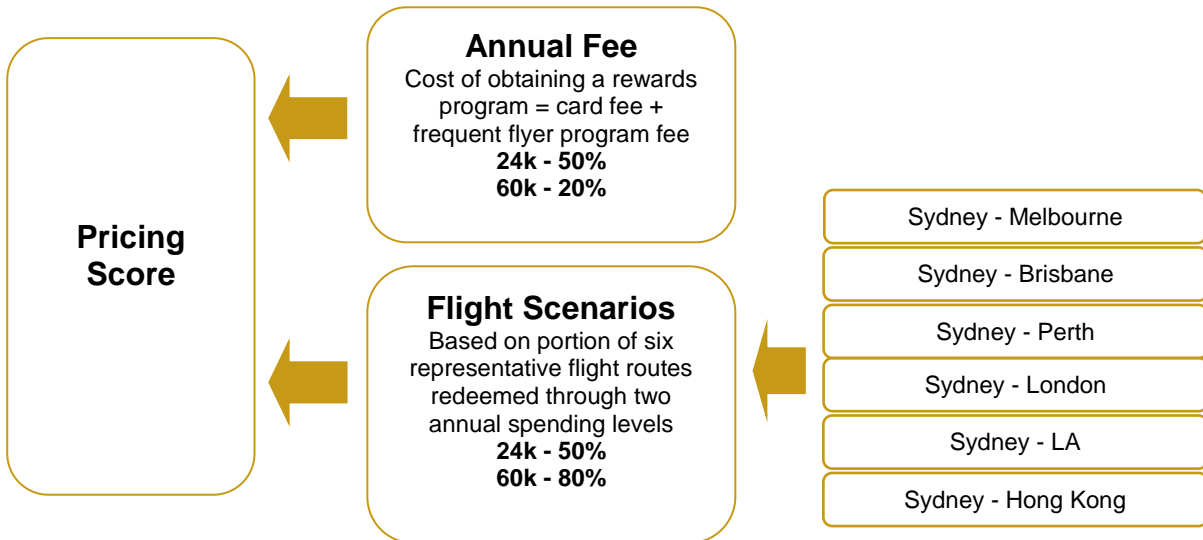 Pricing
Score
Annual Fee
Cost of obtaining a rewards
program = card fee +
frequent flyer program fee
24k - 50%
60k - 20%
Flight Scenarios
Based on portion of six
representative flight routes
redeemed through two
annual spending levels
24k - 50%
60k - 80%
Sydney - Melbourne
Sydney - Brisbane
Sydney - Perth
Sydney - London
Sydney - LA
Sydney - Hong Kong